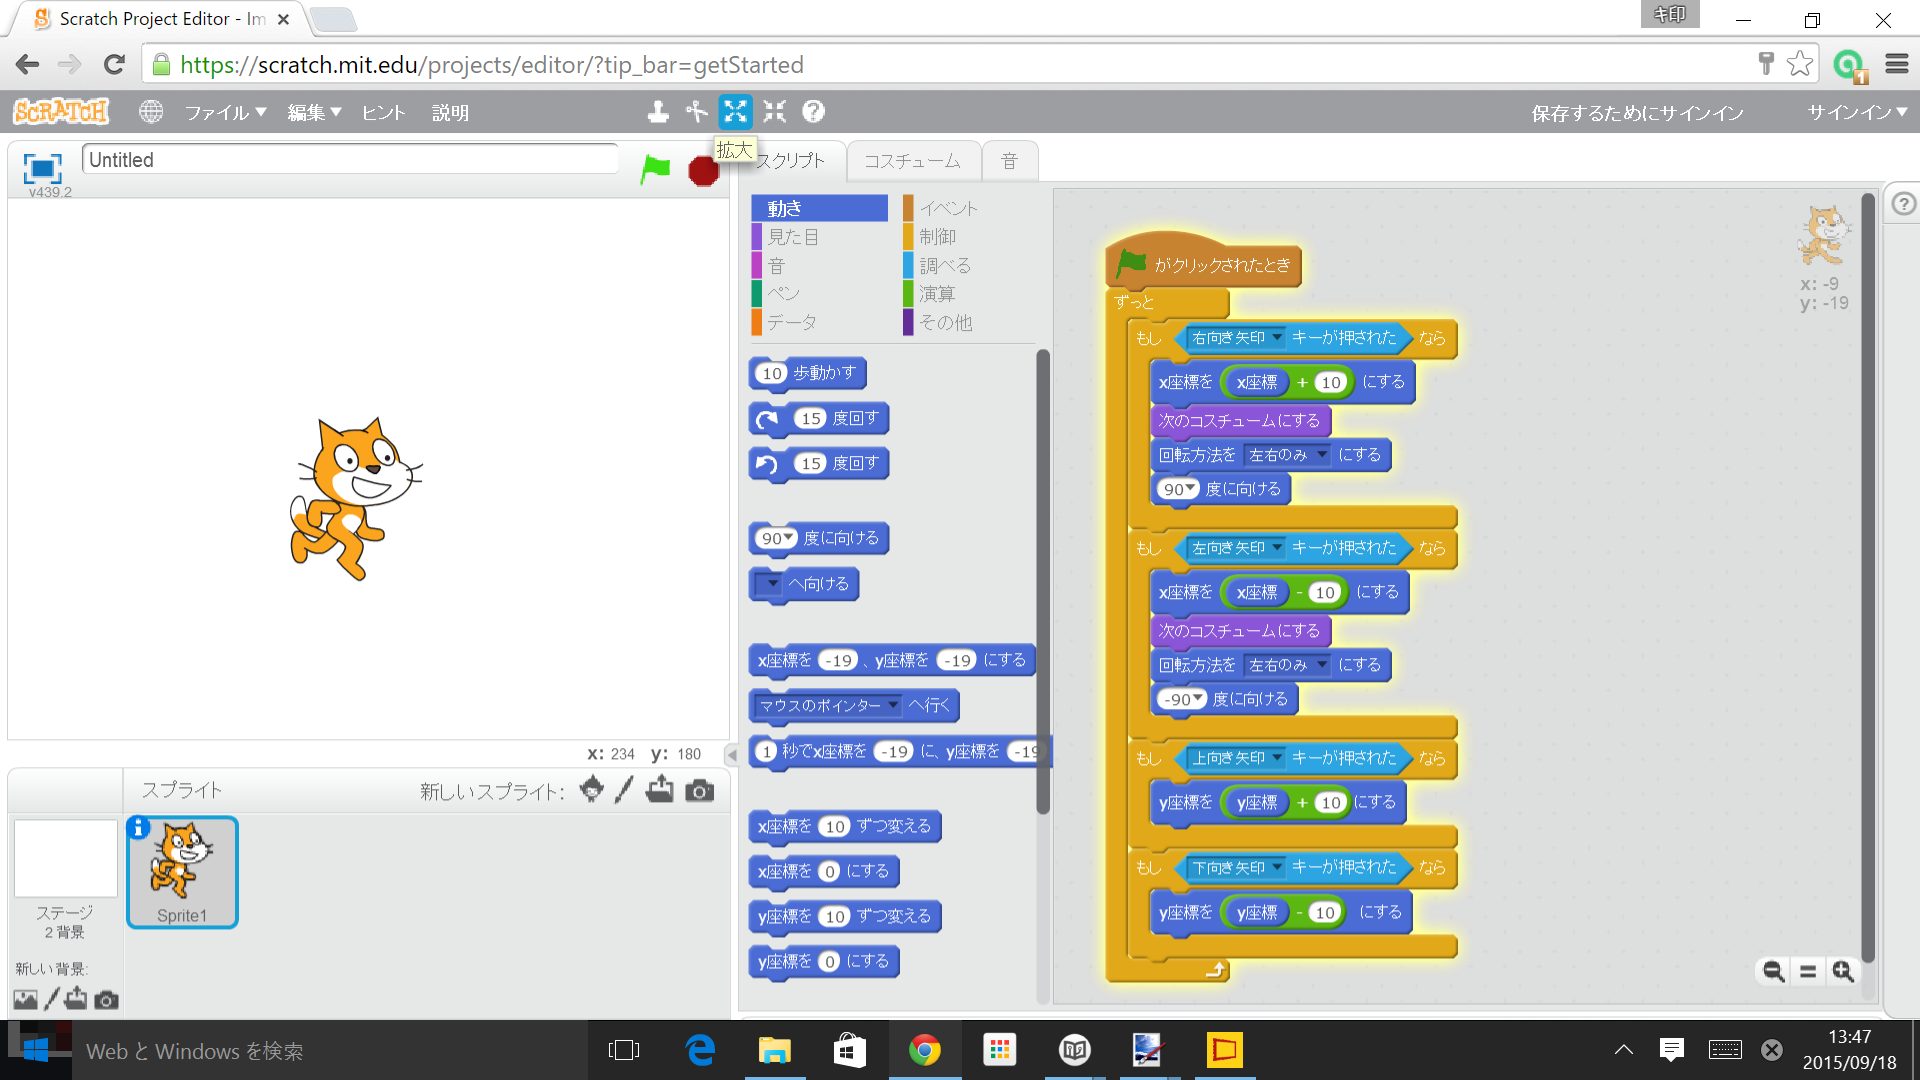 Scratch Project Editor - Im
キ印
https://scratch.mit.edu/projects/editor/?tip_bar=getStarted
1
SCRATCH ファイル 編集 ヒント 説明 保存するためにサインイン サインイン
拡大
v439.2
Untitled
スクリプト コスチューム 音
動き イベント
見た目 制御
音 調べる
ペン 演算
データ その他
10 歩動かす
15 度回す
15 度回す
90 度に向ける
へ向ける
x座標を -19 、y座標を -19 にする
マウスのポインター へ行く
1 秒でx座標を -19 に、y座標を -19
x座標を 10 ずつ変える
x座標を 0 にする
y座標を 10 ずつ変える
y座標を 0 にする
がクリックされたとき
ずっと
もし 右向き矢印 キーが押された なら
x座標を x座標 + 10 にする
次のコスチュームにする
回転方法を 左右のみ にする
90 度に向ける
もし 左向き矢印 キーが押された なら
x座標を x座標 - 10 にする
次のコスチュームにする
回転方法を 左右のみ にする
-90 度に向ける
もし 上向き矢印 キーが押された なら
y座標を y座標 + 10 にする
もし 下向き矢印 キーが押された なら
y座標を y座標 - 10 にする
x: -9
y: -19
x: 234 y: 180
スプライト 新しいスプライト:
Sprite1
ステージ
2 背景
新しい背景:
Web と Windows を検索
13:47
2015/09/18